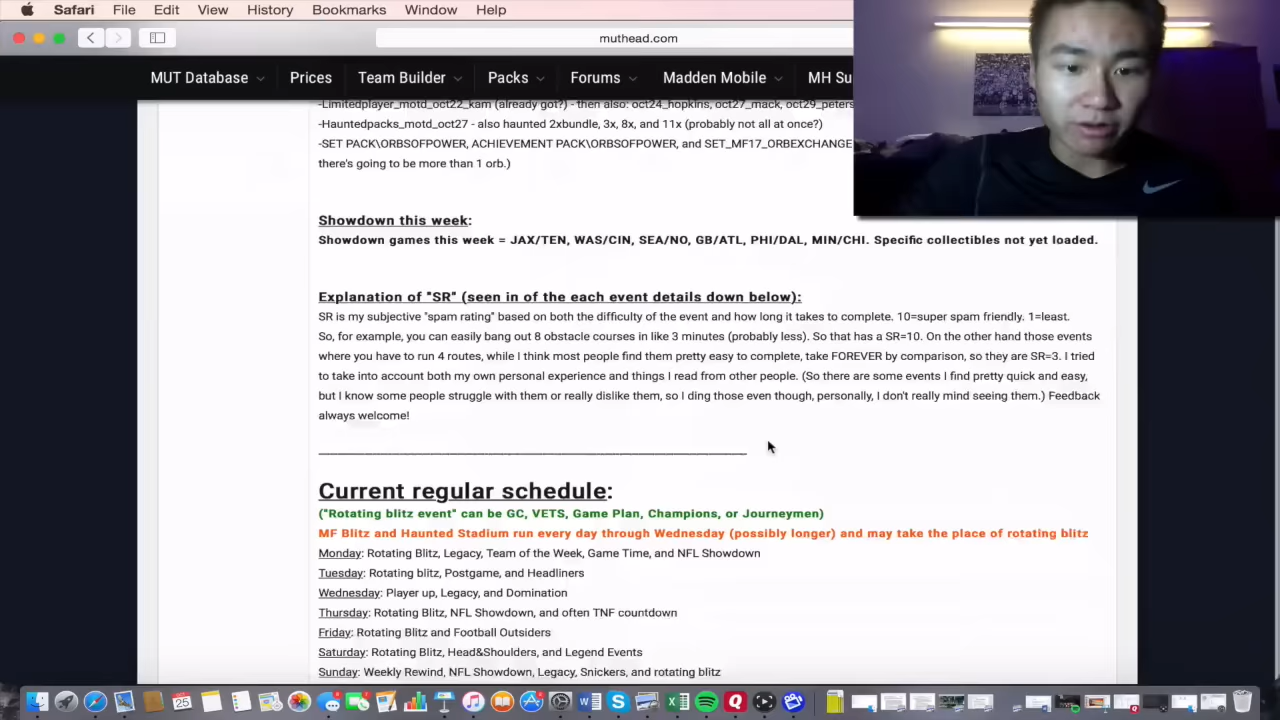 Safari File Edit View History Bookmarks Window Help
muthead.com
MUT Database Prices Team Builder Packs Forums Madden Mobile MH Su
-Limitedplayer_motd_oct22_kam (already got?) - then also: oct24_hopkins, oct27_mack, oct29_peters
-Hauntedpacks_motd_oct27 - also haunted 2xbundle, 3x, 8x, and 11x (probably not all at once?)
-SET PACK\ORBSOFPOWER, ACHIEVEMENT PACK\ORBSOFPOWER, and SET_MF17_ORBEXCHANGE
there's going to be more than 1 orb.)
Showdown this week:
Showdown games this week = JAX/TEN, WAS/CIN, SEA/NO, GB/ATL, PHI/DAL, MIN/CHI. Specific collectibles not yet loaded.
Explanation of "SR" (seen in of the each event details down below):
SR is my subjective "spam rating" based on both the difficulty of the event and how long it takes to complete. 10=super spam friendly. 1=least.
So, for example, you can easily bang out 8 obstacle courses in like 3 minutes (probably less). So that has a SR=10. On the other hand those events
where you have to run 4 routes, while I think most people find them pretty easy to complete, take FOREVER by comparison, so they are SR=3. I tried
to take into account both my own personal experience and things I read from other people. (So there are some events I find pretty quick and easy,
but I know some people struggle with them or really dislike them, so I ding those even though, personally, I don't really mind seeing them.) Feedback
always welcome!
Current regular schedule:
("Rotating blitz event" can be GC, VETS, Game Plan, Champions, or Journeymen)
MF Blitz and Haunted Stadium run every day through Wednesday (possibly longer) and may take the place of rotating blitz
Monday: Rotating Blitz, Legacy, Team of the Week, Game Time, and NFL Showdown
Tuesday: Rotating blitz, Postgame, and Headliners
Wednesday: Player up, Legacy, and Domination
Thursday: Rotating Blitz, NFL Showdown, and often TNF countdown
Friday: Rotating Blitz and Football Outsiders
Saturday: Rotating Blitz, Head&Shoulders, and Legend Events
Sunday: Weekly Rewind, NFL Showdown, Legacy, Snickers, and rotating blitz